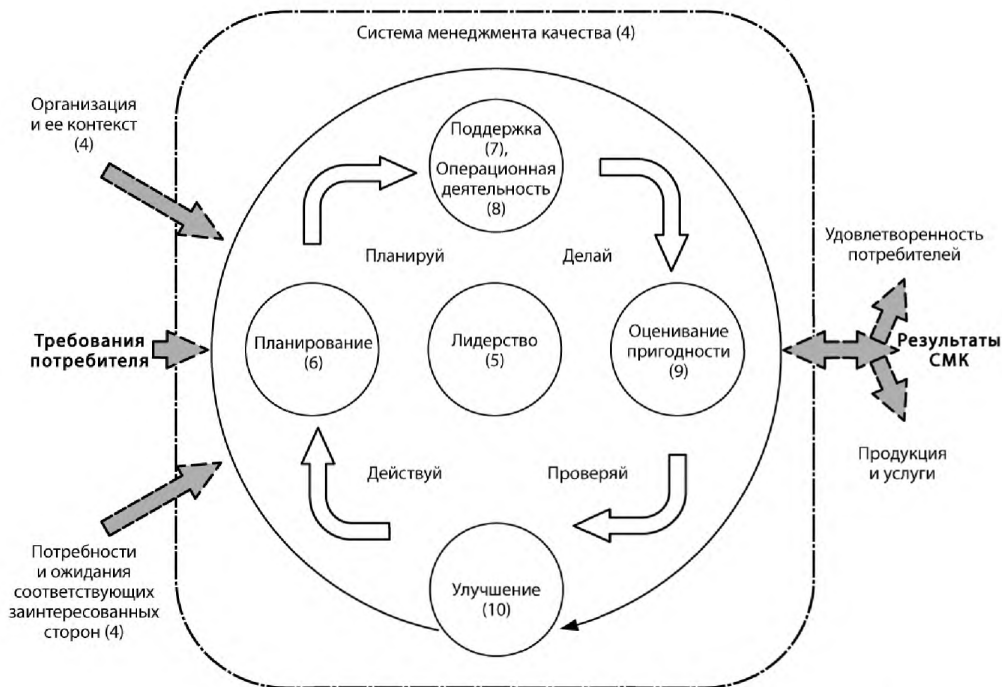 Система менеджмента качества (4)
Организация
и ее контекст
(4)
Поддержка
(7),
Операционная
деятельность
(8)
Планируй
Делай
Удовлетворенность
потребителей
Требования
потребителя
Планирование
(6)
Лидерство
(5)
Оценивание
пригодности
(9)
Результаты
СМК
Действуй
Проверяй
Продукция
и услуги
Потребности
и ожидания
соответствующих
заинтересованных
сторон (4)
Улучшение
(10)